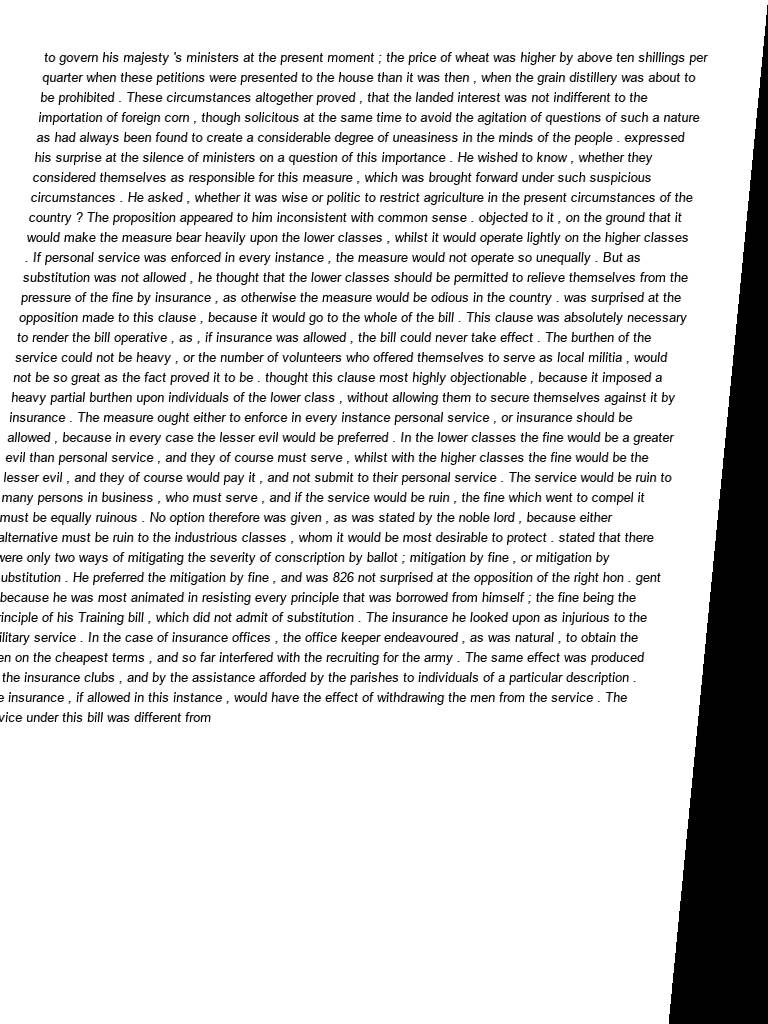 to govern his majesty 's ministers at the present moment ; the price of wheat was higher by above ten shillings per
quarter when these petitions were presented to the house than it was then , when the grain distillery was about to
be prohibited . These circumstances altogether proved , that the landed interest was not indifferent to the
importation of foreign corn , though solicitous at the same time to avoid the agitation of questions of such a nature
as had always been found to create a considerable degree of uneasiness in the minds of the people . expressed
his surprise at the silence of ministers on a question of this importance . He wished to know , whether they
considered themselves as responsible for this measure , which was brought forward under such suspicious
circumstances . He asked , whether it was wise or politic to restrict agriculture in the present circumstances of the
country ? The proposition appeared to him inconsistent with common sense . objected to it , on the ground that it
would make the measure bear heavily upon the lower classes , whilst it would operate lightly on the higher classes
. If personal service was enforced in every instance , the measure would not operate so unequally . But as
substitution was not allowed , he thought that the lower classes should be permitted to relieve themselves from the
pressure of the fine by insurance , as otherwise the measure would be odious in the country . was surprised at the
opposition made to this clause , because it would go to the whole of the bill . This clause was absolutely necessary
to render the bill operative , as , if insurance was allowed , the bill could never take effect . The burthen of the
service could not be heavy , or the number of volunteers who offered themselves to serve as local militia , would
not be so great as the fact proved it to be . thought this clause most highly objectionable , because it imposed a
heavy partial burthen upon individuals of the lower class , without allowing them to secure themselves against it by
insurance . The measure ought either to enforce in every instance personal service , or insurance should be
allowed , because in every case the lesser evil would be preferred . In the lower classes the fine would be a greater
evil than personal service , and they of course must serve , whilst with the higher classes the fine would be the
lesser evil , and they of course would pay it , and not submit to their personal service . The service would be ruin to
many persons in business , who must serve , and if the service would be ruin , the fine which went to compel it
must be equally ruinous . No option therefore was given , as was stated by the noble lord , because either
alternative must be ruin to the industrious classes , whom it would be most desirable to protect . stated that there
were only two ways of mitigating the severity of conscription by ballot ; mitigation by fine , or mitigation by
ubstitution . He preferred the mitigation by fine , and was 826 not surprised at the opposition of the right hon . gent
because he was most animated in resisting every principle that was borrowed from himself ; the fine being the
rinciple of his Training bill , which did not admit of substitution . The insurance he looked upon as injurious to the
ilitary service . In the case of insurance offices , the office keeper endeavoured , as was natural , to obtain the
en on the cheapest terms , and so far interfered with the recruiting for the army . The same effect was produced
the insurance clubs , and by the assistance afforded by the parishes to individuals of a particular description .
e insurance , if allowed in this instance , would have the effect of withdrawing the men from the service . The
vice under this bill was different from